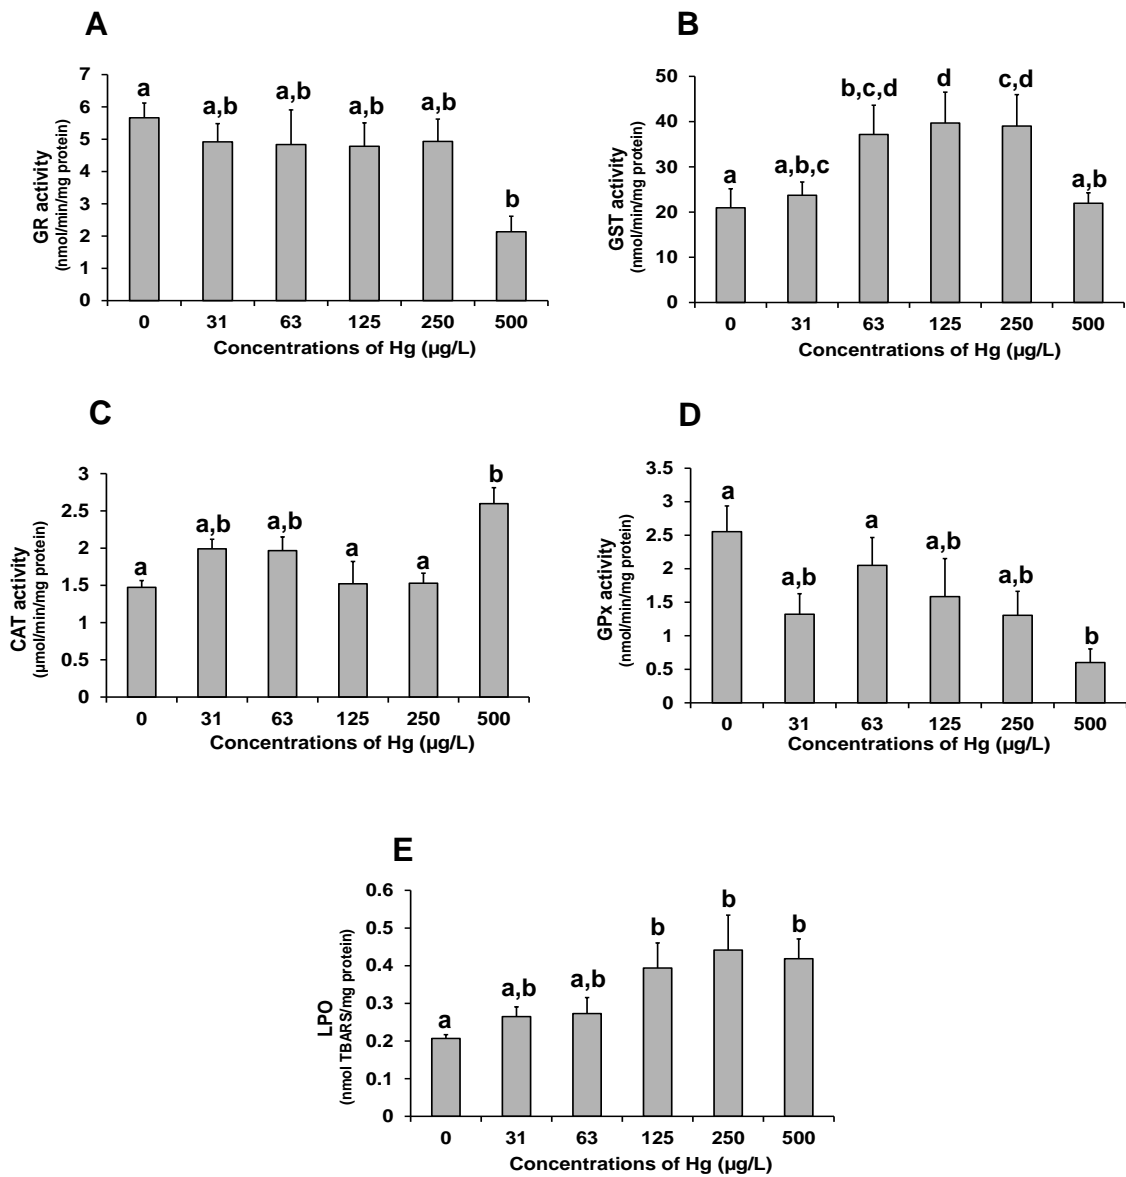 A
GR activity
(nmol/min/mg protein)
7
6
5
4
3
2
1
0
a
a,b
a,b
a,b
a,b
b
0 31 63 125 250 500
Concentrations of Hg (µg/L)
B
GST activity
(nmol/min/mg protein)
50
40
30
20
10
0
a
a,b,c
b,c,d
d
c,d
a,b
0 31 63 125 250 500
Concentrations of Hg (µg/L)
C
CAT activity
(µmol/min/mg protein)
3
2.5
2
1.5
1
0.5
0
a
a,b
a,b
a
a
b
0 31 63 125 250 500
Concentrations of Hg (µg/L)
D
GPx activity
(nmol/min/mg protein)
3.5
3
2.5
2
1.5
1
0.5
0
a
a,b
a
a,b
a,b
b
0 31 63 125 250 500
Concentrations of Hg (µg/L)
E
LPO
(nmol TBARS/mg protein)
0.6
0.5
0.4
0.3
0.2
0.1
0
a
a,b
a,b
b
b
b
0 31 63 125 250 500
Concentrations of Hg (µg/L)